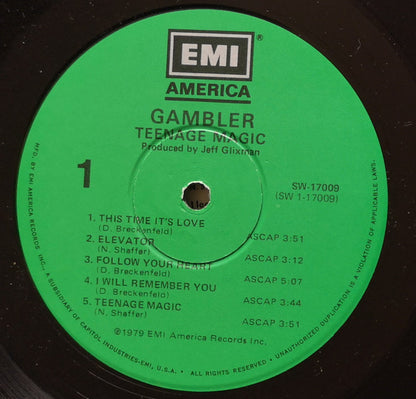 EMI
®
AMERICA
GAMBLER
TEENAGE MAGIC
Produced by Jeff Glixman
1
SW-17009
(SW 1-17009)
1. THIS TIME IT'S LOVE
(D. Breckenfeld) ASCAP 3:51
2. ELEVATOR
(N. Shaffer) ASCAP 3:12
3. FOLLOW YOUR HEART
(D. Breckenfeld) ASCAP 5:07
4. I WILL REMEMBER YOU
(D. Breckenfeld) ASCAP 3:44
5. TEENAGE MAGIC
(N. Shaffer) ASCAP 3:51
℗1979 EMI America Records Inc.
MFD. BY EMI AMERICA RECORDS INC., A SUBSIDIARY OF CAPITOL INDUSTRIES-EMI, U.S.A. • ALL RIGHTS RESERVED • UNAUTHORIZED DUPLICATION IS A VIOLATION OF APPLICABLE LAWS.